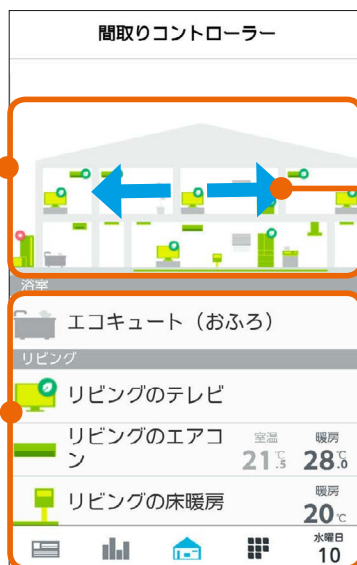 間取りコントローラー
浴室
エコキュート（おふろ）
リビング
リビングのテレビ
リビングのエアコ
ン
室温
21.5℃
暖房
28.0℃
リビングの床暖房
暖房
20℃
水曜日
10